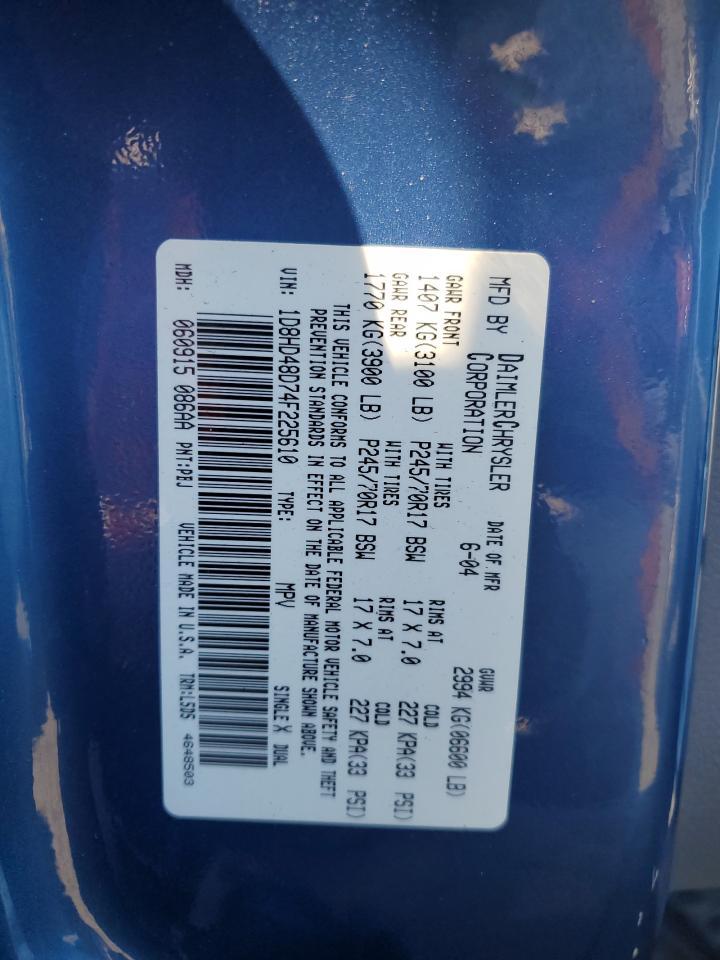 MFD BY DAIMLERCHRYSLER CORPORATION DATE OF MFR 6-04 GVWR 2994 KG(06600 LB)
GAWR FRONT WITH TIRES RIMS AT COLD
1407 KG(3100 LB) P245/70R17 BSW 17 X 7.0 227 KPA(33 PSI)
GAWR REAR WITH TIRES RIMS AT COLD
1770 KG(3900 LB) P245/70R17 BSW 17 X 7.0 227 KPA(33 PSI)
THIS VEHICLE CONFORMS TO ALL APPLICABLE FEDERAL MOTOR VEHICLE SAFETY AND THEFT
PREVENTION STANDARDS IN EFFECT ON THE DATE OF MANUFACTURE SHOWN ABOVE.
VIN: 1D8HD48D74F225610 TYPE: MPV SINGLE X DUAL
MDH: 060915 086AA PNT:PBJ VEHICLE MADE IN U.S.A. TRM:LSD5 4648503